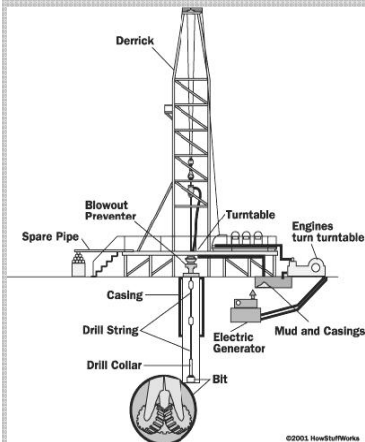 Derrick
Blowout
Preventer
Turntable
Engines
turn turntable
Spare Pipe
Casing
Drill String
Mud and Casings
Electric
Generator
Drill Collar
Bit
©2001 HowStuffWorks